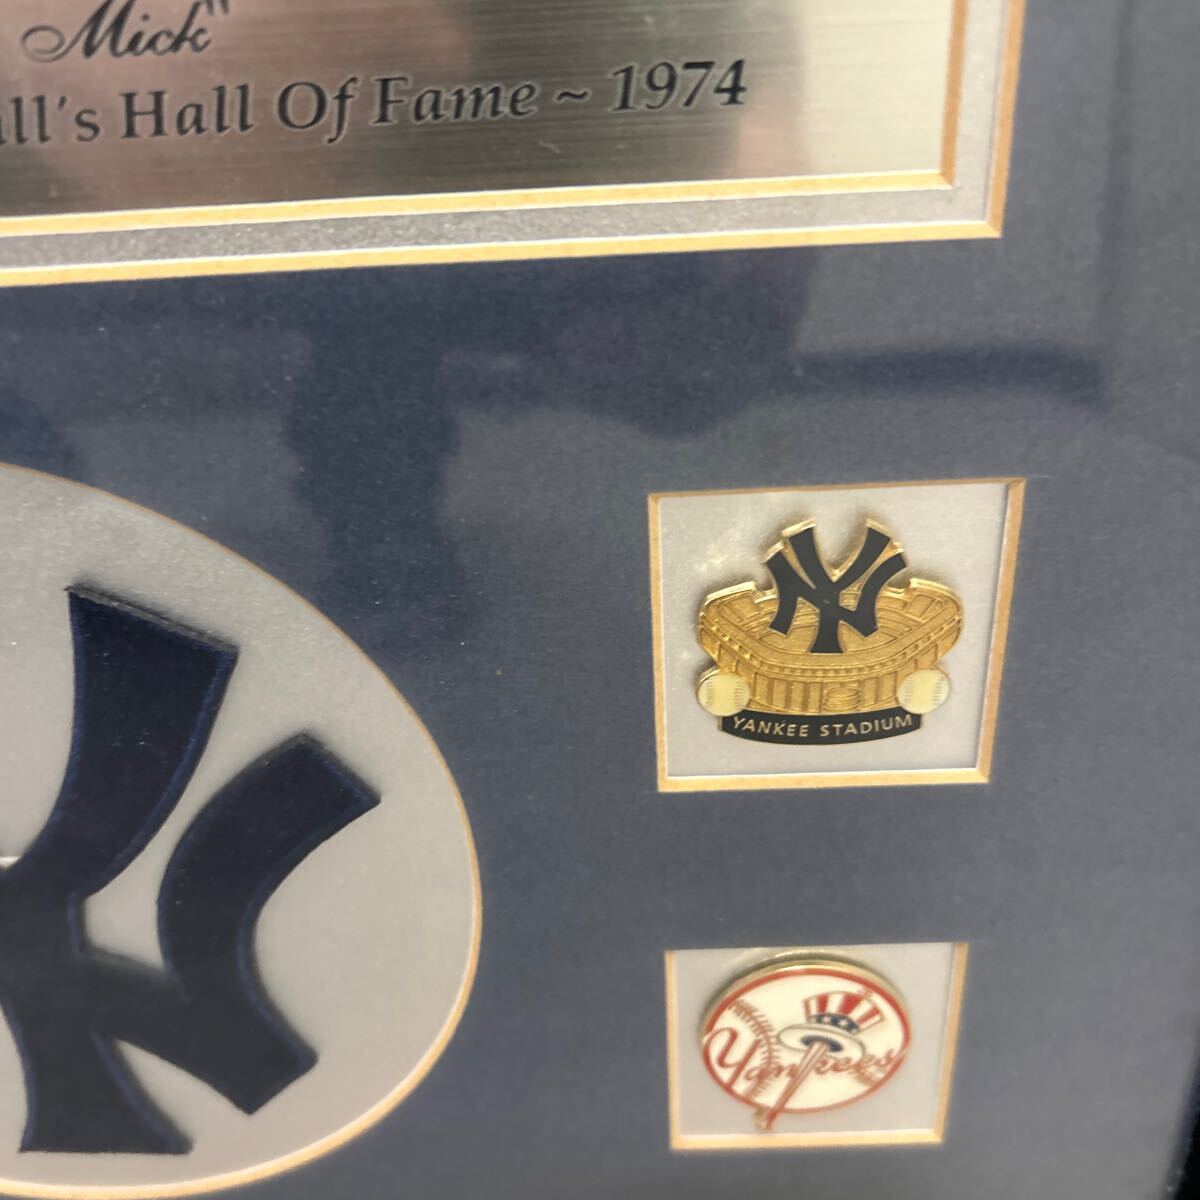 Mick"
all's Hall Of Fame ~ 1974
NY
YANKEE STADIUM
Yankees
NY